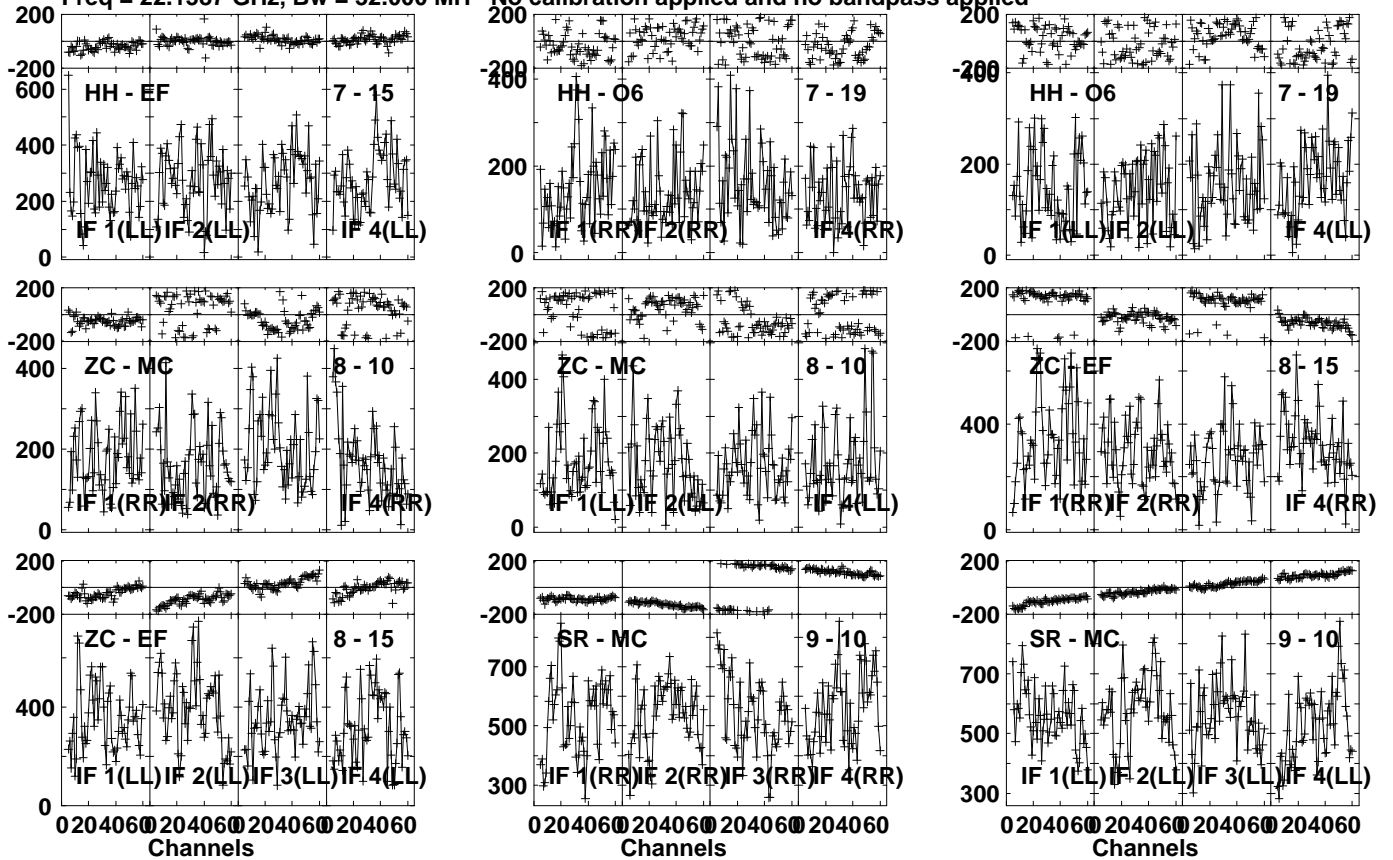 Freq = 22.1387 GHz, Bw = 32.000 MH No calibration applied and no bandpass applied
200
-200
600
400
200
0
HH - EF 7 - 15
IF 1(LL) IF 2(LL) IF 4(LL)
200
-200
400
200
0
HH - O6 7 - 19
IF 1(RR) IF 2(RR) IF 4(RR)
200
-200
400
200
0
HH - O6 7 - 19
IF 1(LL) IF 2(LL) IF 4(LL)
200
-200
400
200
0
ZC - MC 8 - 10
IF 1(RR) IF 2(RR) IF 4(RR)
200
-200
400
200
0
ZC - MC 8 - 10
IF 1(LL) IF 2(LL) IF 4(LL)
200
-200
400
0
ZC - EF 8 - 15
IF 1(RR) IF 2(RR) IF 4(RR)
200
-200
400
0
ZC - EF 8 - 15
IF 1(LL) IF 2(LL) IF 3(LL) IF 4(LL)
0 20 40 60 0 20 40 60 0 20 40 60 0 20 40 60
Channels
200
-200
700
500
300
SR - MC 9 - 10
IF 1(RR) IF 2(RR) IF 3(RR) IF 4(RR)
0 20 40 60 0 20 40 60 0 20 40 60 0 20 40 60
Channels
200
-200
700
500
300
SR - MC 9 - 10
IF 1(LL) IF 2(LL) IF 3(LL) IF 4(LL)
0 20 40 60 0 20 40 60 0 20 40 60 0 20 40 60
Channels